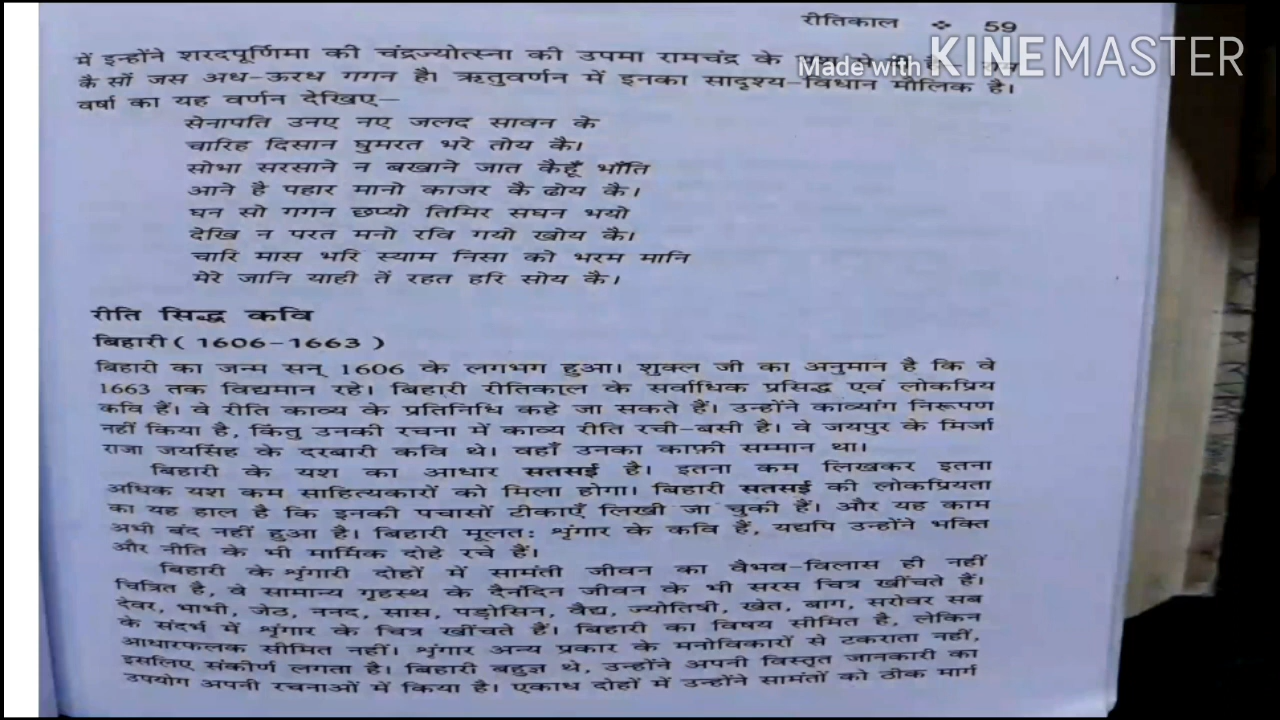 रीतिकाल ❖ 59
Made with KINEMASTER
में इन्होंने शरदपूर्णिमा की चंद्रज्योत्स्ना की उपमा रामचंद्र के
कै सों जस अध-ऊरध गगन है। ऋतुवर्णन में इनका सादृश्य-विधान मौलिक है।
वर्षा का यह वर्णन देखिए—
सेनापति उनए नए जलद सावन के
चारिह दिसान घुमरत भरे तोय कै।
सोभा सरसाने न बखाने जात कैहूँ भाँति
आने है पहार मानो काजर कै ढोय कै।
घन सो गगन छप्यो तिमिर सघन भयो
देखि न परत मनो रवि गयो खोय कै।
चारि मास भरि स्याम निसा को भरम मानि
मेरे जानि याही तें रहत हरि सोय कै।
रीति सिद्ध कवि
बिहारी ( 1606-1663 )
बिहारी का जन्म सन् 1606 के लगभग हुआ। शुक्ल जी का अनुमान है कि वे
1663 तक विद्यमान रहे। बिहारी रीतिकाल के सर्वाधिक प्रसिद्ध एवं लोकप्रिय
कवि हैं। वे रीति काव्य के प्रतिनिधि कहे जा सकते हैं। उन्होंने काव्यांग निरूपण
नहीं किया है, किंतु उनकी रचना में काव्य रीति रची-बसी है। वे जयपुर के मिर्जा
राजा जयसिंह के दरबारी कवि थे। वहाँ उनका काफ़ी सम्मान था।
बिहारी के यश का आधार सतसई है। इतना कम लिखकर इतना
अधिक यश कम साहित्यकारों को मिला होगा। बिहारी सतसई की लोकप्रियता
का यह हाल है कि इनकी पचासों टीकाएँ लिखी जा चुकी हैं। और यह काम
अभी बंद नहीं हुआ है। बिहारी मूलतः शृंगार के कवि हैं, यद्यपि उन्होंने भक्ति
और नीति के भी मार्मिक दोहे रचे हैं।
बिहारी के शृंगारी दोहों में सामंती जीवन का वैभव-विलास ही नहीं
चित्रित है, वे सामान्य गृहस्थ के दैनंदिन जीवन के भी सरस चित्र खींचते हैं।
देवर, भाभी, जेठ, ननद, सास, पड़ोसिन, वैद्य, ज्योतिषी, खेत, बाग, सरोवर सब
के संदर्भ में शृंगार के चित्र खींचते हैं। बिहारी का विषय सीमित है, लेकिन
आधारफलक सीमित नहीं। शृंगार अन्य प्रकार के मनोविकारों से टकराता नहीं,
इसलिए संकीर्ण लगता है। बिहारी बहुज्ञ थे, उन्होंने अपनी विस्तृत जानकारी का
उपयोग अपनी रचनाओं में किया है। एकाध दोहों में उन्होंने सामंतों को ठीक मार्ग